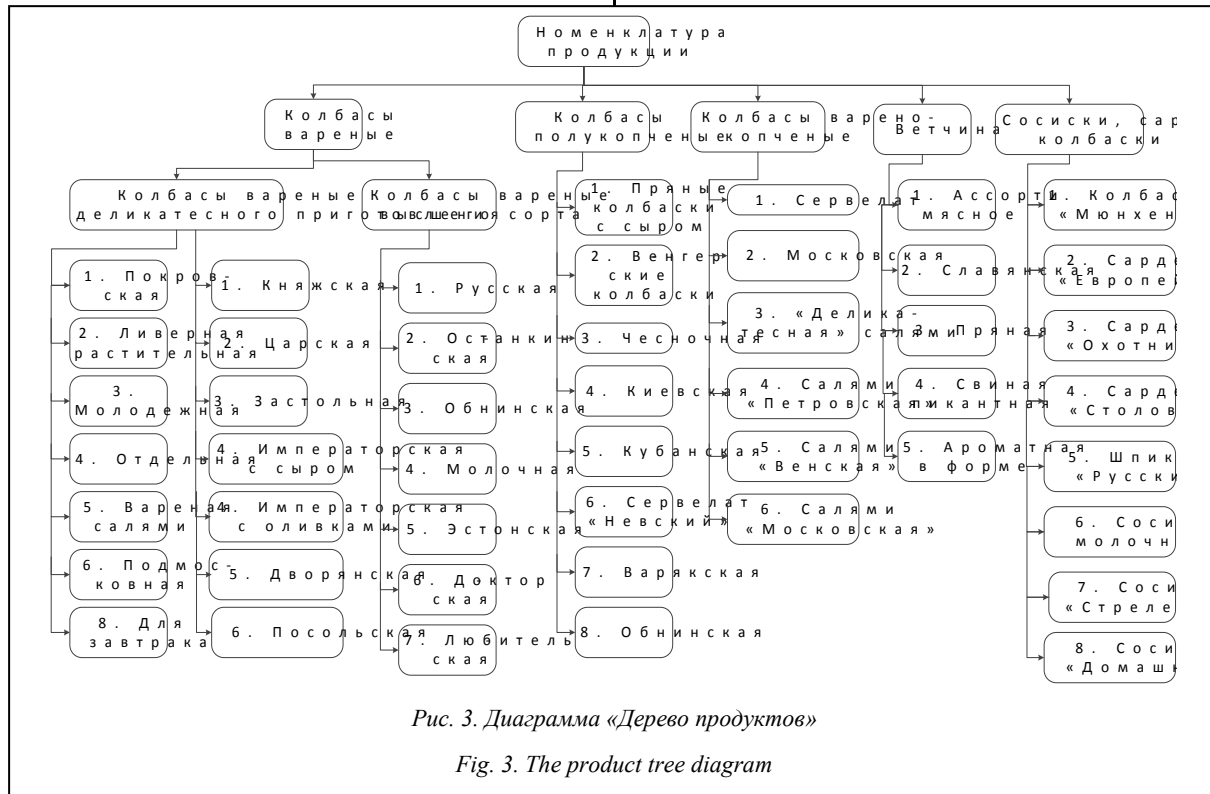 Номенклатура
продукции
Колбасы
вареные
Колбасы
полукопченые
Колбасы варено-
копченые
Ветчина
Сосиски, сар
колбаски
Колбасы вареные
деликатесного приготовления
Колбасы вареные
высшего сорта
1. Покров-
ская
2. Ливерная
растительная
3.
Молодежная
4. Отдельная
5. Вареная
салями
6. Подмос-
ковная
8. Для
завтрака
1. Княжская
2. Царская
3. Застольная
4. Императорская
с сыром
4. Императорская
с оливками
5. Дворянская
6. Посольская
1. Русская
2. Останкин-
ская
3. Обнинская
4. Молочная
5. Эстонская
6. Доктор-
ская
7. Любитель-
ская
1. Пряные
колбаски
с сыром
2. Венгер-
ские
колбаски
3. Чесночная
4. Киевская
5. Кубанская
6. Сервелат
«Невский»
7. Варякская
8. Обнинская
1. Сервелат
2. Московская
3. «Делика-
тесная» салями
4. Салями
«Петровская»
5. Салями
«Венская»
6. Салями
«Московская»
1. Ассорти
мясное
2. Славянская
3. Пряная
4. Свиная
пикантная
5. Ароматная
в форме
1. Колбас
«Мюнхен
2. Сарде
«Европей
3. Сарде
«Охотни
4. Сарде
«Столов
5. Шпик
«Русски
6. Соси
молочн
7. Соси
«Стреле
8. Соси
«Домашн
Рис. 3. Диаграмма «Дерево продуктов»
Fig. 3. The product tree diagram